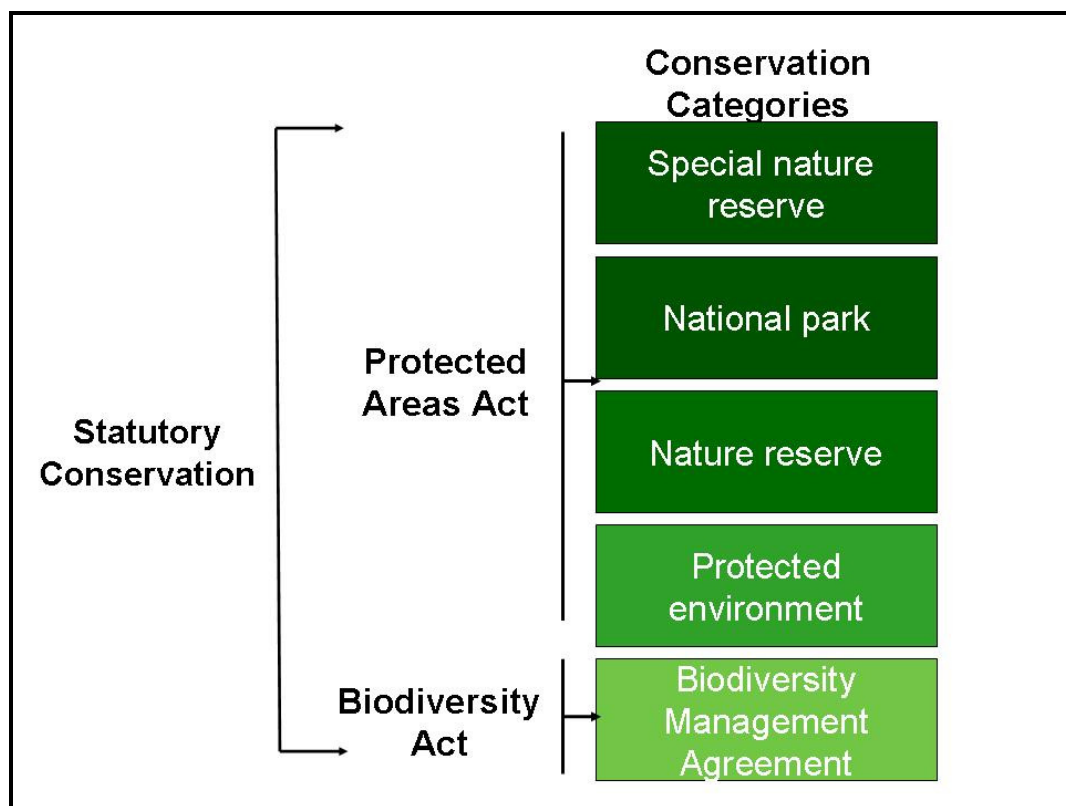 Conservation
Categories
Special nature
reserve
National park
Protected
Areas Act
Nature reserve
Statutory
Conservation
Protected
environment
Biodiversity
Act
Biodiversity
Management
Agreement